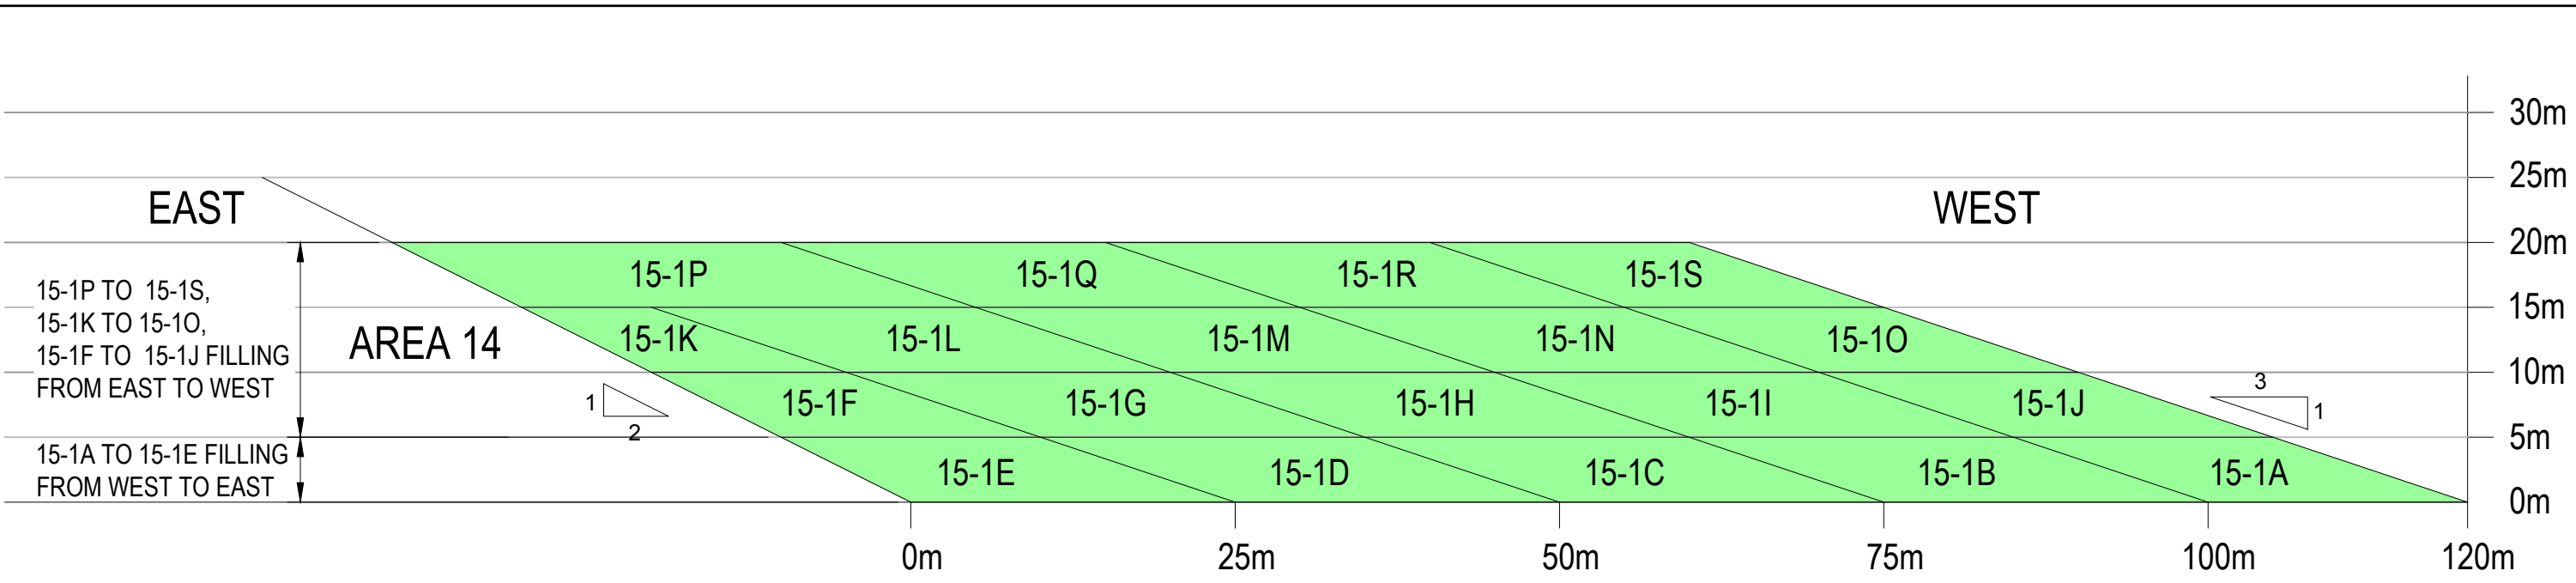 30m
25m
EAST
WEST
20m
15-1P
15-1Q
15-1R
15-1S
15-1P TO 15-1S,
15-1K TO 15-1O,
15-1F TO 15-1J FILLING
FROM EAST TO WEST
15m
AREA 14
15-1K
15-1L
15-1M
15-1N
15-1O
10m
1
2
15-1F
15-1G
15-1H
15-1I
15-1J
3
1
5m
15-1A TO 15-1E FILLING
FROM WEST TO EAST
15-1E
15-1D
15-1C
15-1B
15-1A
0m
0m
25m
50m
75m
100m
120m